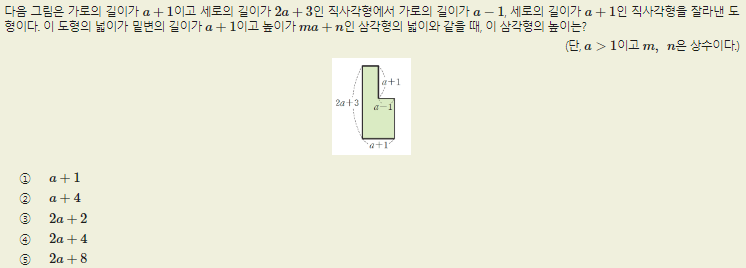 다음 그림은 가로의 길이가 a + 1이고 세로의 길이가 2a + 3인 직사각형에서 가로의 길이가 a − 1, 세로의 길이가 a + 1인 직사각형을 잘라낸 도
형이다. 이 도형의 넓이가 밑변의 길이가 a + 1이고 높이가 ma + n인 삼각형의 넓이와 같을 때, 이 삼각형의 높이는?
(단, a > 1이고 m, n은 상수이다.)
a+1
2a+3
a−1
a+1
① a + 1
② a + 4
③ 2a + 2
④ 2a + 4
⑤ 2a + 8